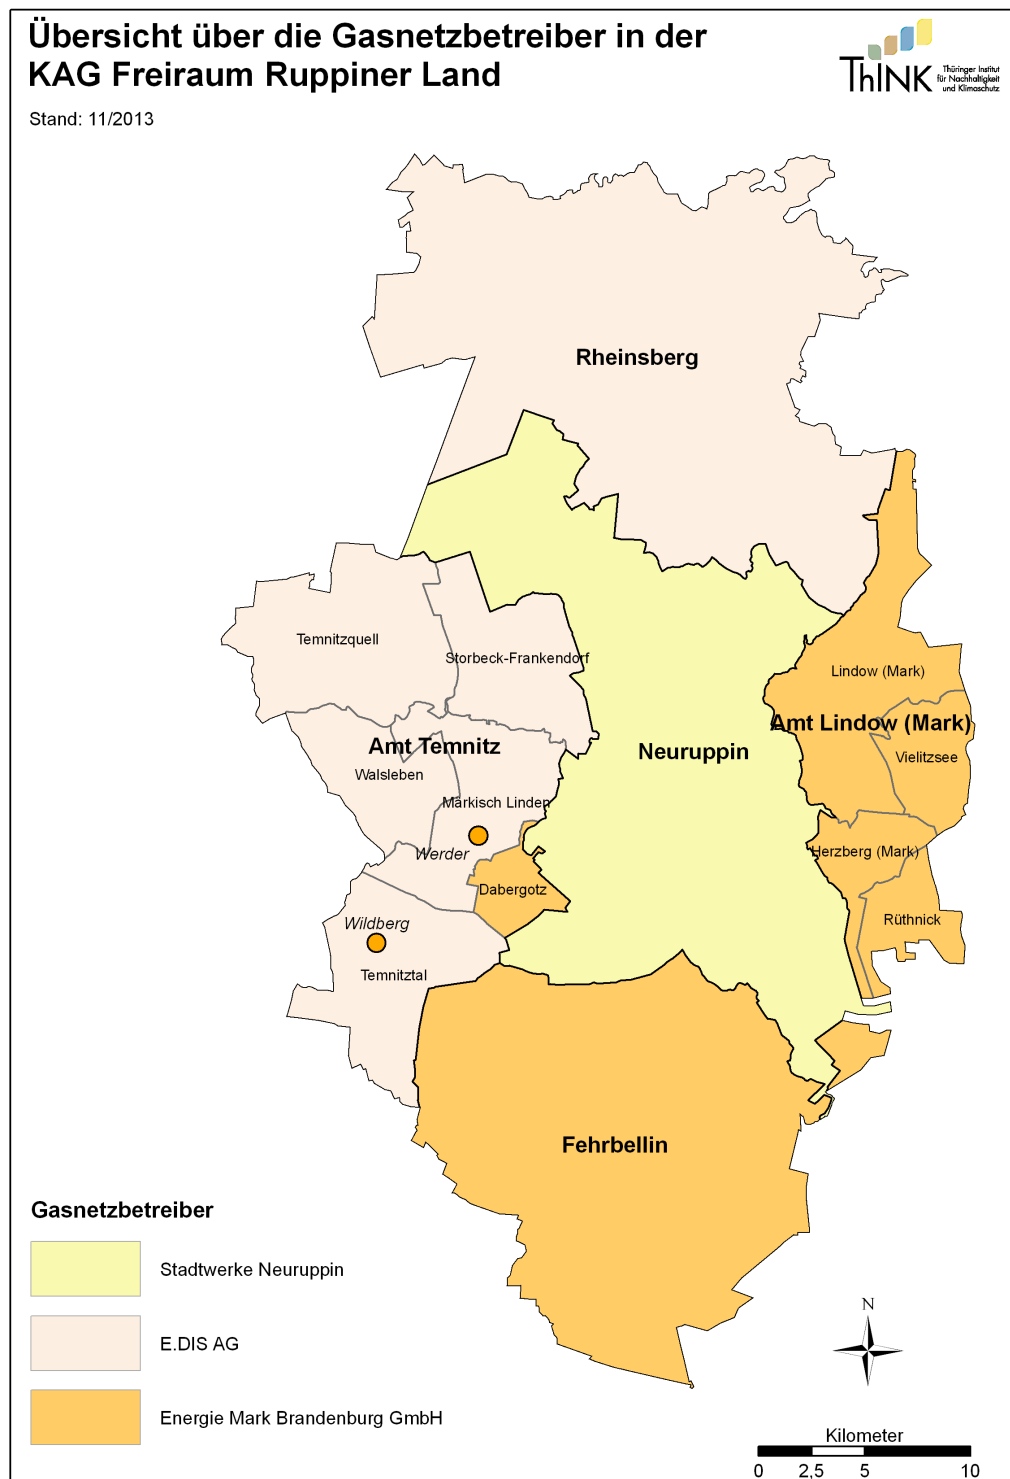 Übersicht über die Gasnetzbetreiber in der
KAG Freiraum Ruppiner Land
Stand: 11/2013
ThINK
Thüringer Institut
für Nachhaltigkeit
und Klimaschutz
Rheinsberg
Temnitzquell
Storbeck-Frankendorf
Lindow (Mark)
Amt Lindow (Mark)
Amt Temnitz
Neuruppin
Vielitzsee
Walsleben
Märkisch Linden
Werder
Herzberg (Mark)
Dabergotz
Rüthnick
Wildberg
Temnitztal
Fehrbellin
Gasnetzbetreiber
Stadtwerke Neuruppin
E.DIS AG
Energie Mark Brandenburg GmbH
N
Kilometer
0 2,5 5 10